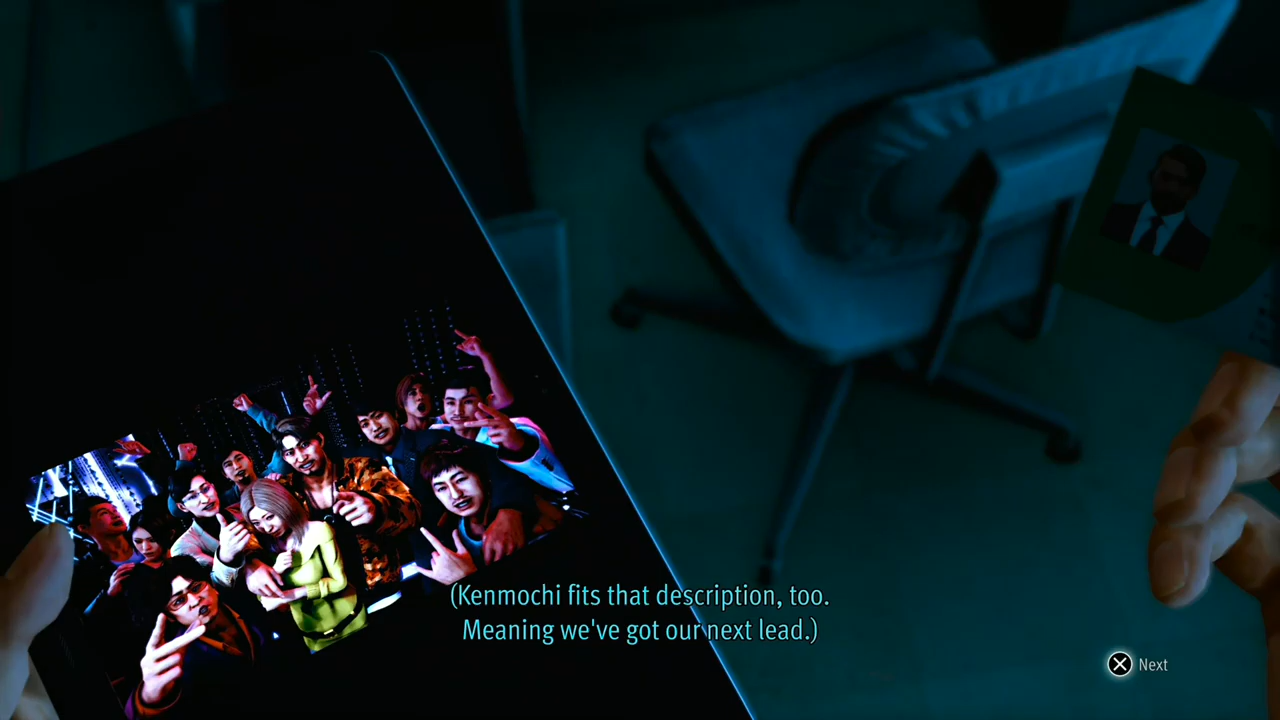 (Kenmochi fits that description, too.
Meaning we've got our next lead.)
Next